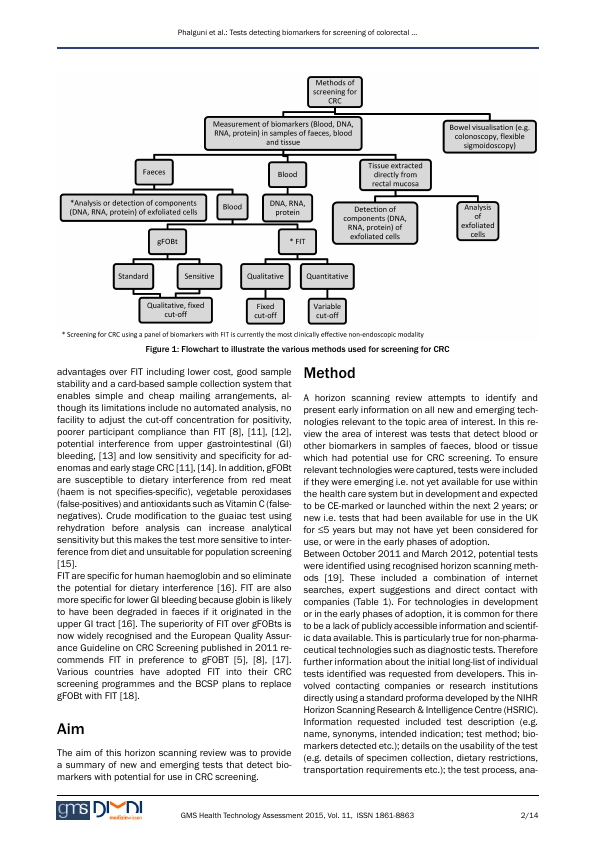 Phalguni et al.: Tests detecting biomarkers for screening of colorectal ...
Methods of
screening for
CRC
Measurement of biomarkers (Blood, DNA,
RNA, protein) in samples of faeces, blood
and tissue
Bowel visualisation (e.g.
colonoscopy, flexible
sigmoidoscopy)
Faeces
Blood
Tissue extracted
directly from
rectal mucosa
*Analysis or detection of components
(DNA, RNA, protein) of exfoliated cells
Blood
DNA, RNA,
protein
Detection of
components (DNA,
RNA, protein) of
exfoliated cells
Analysis
of
exfoliated
cells
gFOBt
* FIT
Standard
Sensitive
Qualitative
Quantitative
Qualitative, fixed
cut-off
Fixed
cut-off
Variable
cut-off
* Screening for CRC using a panel of biomarkers with FIT is currently the most clinically effective non-endoscopic modality
Figure 1: Flowchart to illustrate the various methods used for screening for CRC
advantages over FIT including lower cost, good sample
stability and a card-based sample collection system that
enables simple and cheap mailing arrangements, al-
though its limitations include no automated analysis, no
facility to adjust the cut-off concentration for positivity,
poorer participant compliance than FIT [8], [11], [12],
potential interference from upper gastrointestinal (GI)
bleeding, [13] and low sensitivity and specificity for ad-
enomas and early stage CRC [11], [14]. In addition, gFOBt
are susceptible to dietary interference from red meat
(haem is not specifies-specific), vegetable peroxidases
(false-positives) and antioxidants such as Vitamin C (false-
negatives). Crude modification to the guaiac test using
rehydration before analysis can increase analytical
sensitivity but this makes the test more sensitive to inter-
ference from diet and unsuitable for population screening
[15].
FIT are specific for human haemoglobin and so eliminate
the potential for dietary interference [16]. FIT are also
more specific for lower GI bleeding because globin is likely
to have been degraded in faeces if it originated in the
upper GI tract [16]. The superiority of FIT over gFOBts is
now widely recognised and the European Quality Assur-
ance Guideline on CRC Screening published in 2011 re-
commends FIT in preference to gFOBT [5], [8], [17].
Various countries have adopted FIT into their CRC
screening programmes and the BCSP plans to replace
gFOBt with FIT [18].
Aim
The aim of this horizon scanning review was to provide
a summary of new and emerging tests that detect bio-
markers with potential for use in CRC screening.
Method
A horizon scanning review attempts to identify and
present early information on all new and emerging tech-
nologies relevant to the topic area of interest. In this re-
view the area of interest was tests that detect blood or
other biomarkers in samples of faeces, blood or tissue
which had potential use for CRC screening. To ensure
relevant technologies were captured, tests were included
if they were emerging i.e. not yet available for use within
the health care system but in development and expected
to be CE-marked or launched within the next 2 years; or
new i.e. tests that had been available for use in the UK
for ≤5 years but may not have yet been considered for
use, or were in the early phases of adoption.
Between October 2011 and March 2012, potential tests
were identified using recognised horizon scanning meth-
ods [19]. These included a combination of internet
searches, expert suggestions and direct contact with
companies (Table 1). For technologies in development
or in the early phases of adoption, it is common for there
to be a lack of publicly accessible information and scientif-
ic data available. This is particularly true for non-pharma-
ceutical technologies such as diagnostic tests. Therefore
further information about the initial long-list of individual
tests identified was requested from developers. This in-
volved contacting companies or research institutions
directly using a standard proforma developed by the NIHR
Horizon Scanning Research & Intelligence Centre (HSRIC).
Information requested included test description (e.g.
name, synonyms, intended indication; test method; bio-
markers detected etc.); details on the usability of the test
(e.g. details of specimen collection, dietary restrictions,
transportation requirements etc.); the test process, ana-
gms DIMDI
GMS Health Technology Assessment 2015, Vol. 11, ISSN 1861-8863
2/14